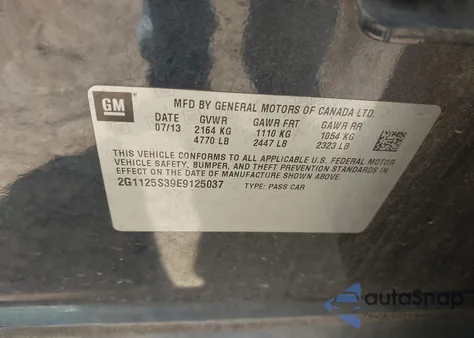 GM
MFD BY GENERAL MOTORS OF CANADA LTD.
DATE GVWR GAWR FRT GAWR RR
07/13 2164 KG 1110 KG 1054 KG
4770 LB 2447 LB 2323 LB
THIS VEHICLE CONFORMS TO ALL APPLICABLE U.S. FEDERAL MOTOR
VEHICLE SAFETY, BUMPER, AND THEFT PREVENTION STANDARDS IN
EFFECT ON THE DATE OF MANUFACTURE SHOWN ABOVE.
2G1125S39E9125037 TYPE: PASS CAR
autoSnap